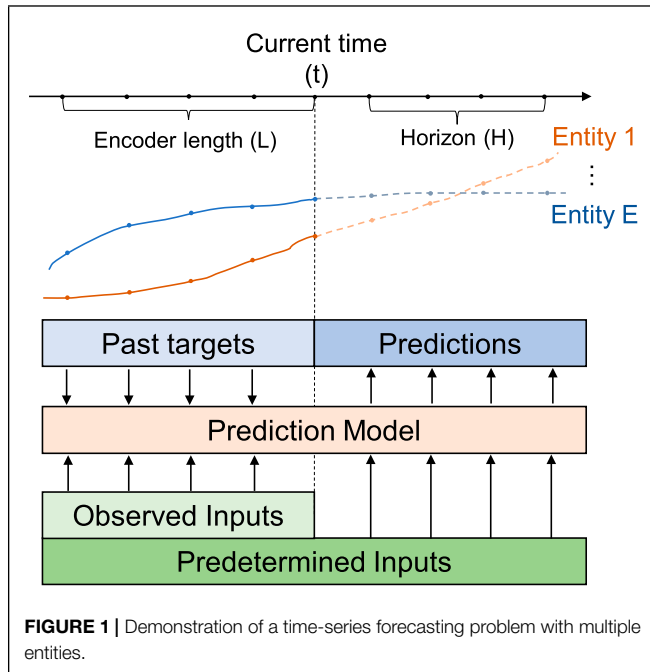 Current time
(t)
Encoder length (L)
Horizon (H)
Entity 1
⋮
Entity E
Past targets
Predictions
Prediction Model
Observed Inputs
Predetermined Inputs
FIGURE 1 | Demonstration of a time-series forecasting problem with multiple
entities.